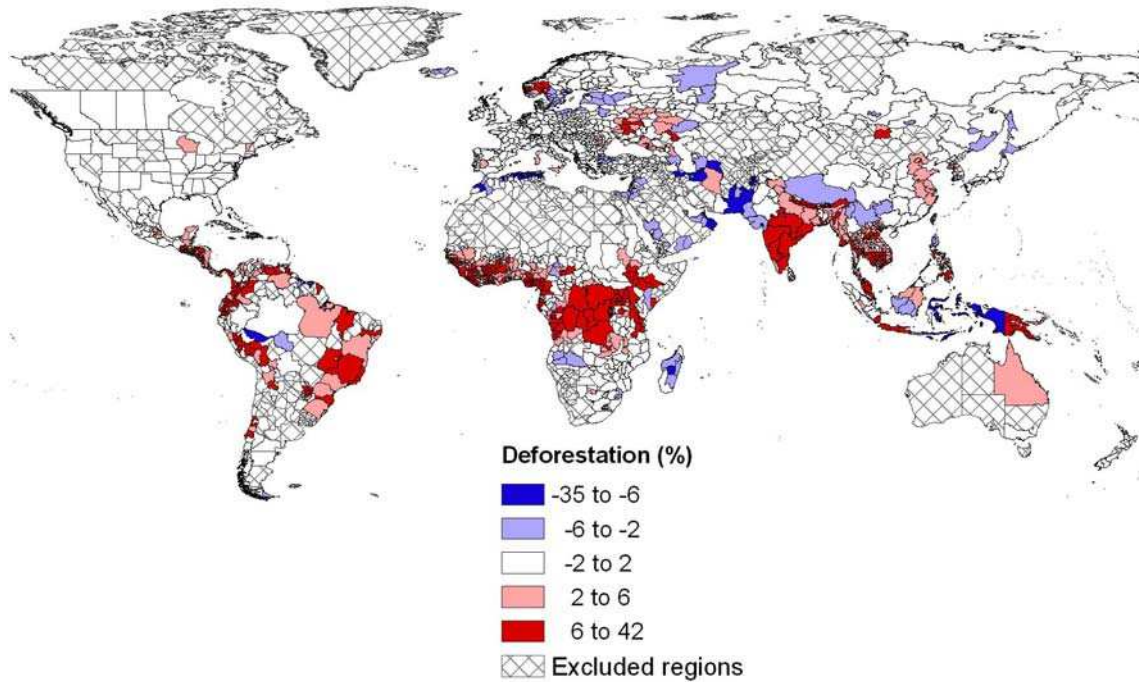 Deforestation (%)
-35 to -6
-6 to -2
-2 to 2
2 to 6
6 to 42
Excluded regions